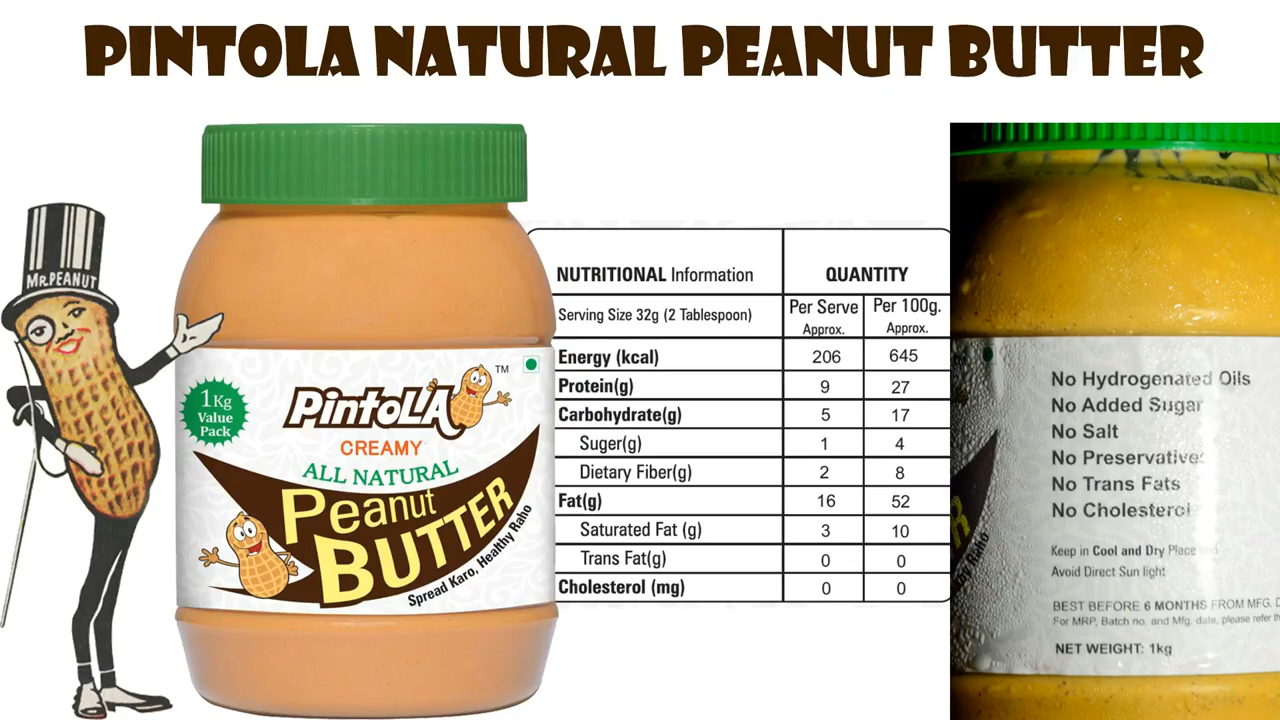 PINTOLA NATURAL PEANUT BUTTER
MR. PEANUT
1Kg
Value
Pack
PintoLA TM
CREAMY
ALL NATURAL
Peanut
BUTTER
Spread Karo, Healthy Raho
NUTRITIONAL Information QUANTITY
Serving Size 32g (2 Tablespoon) Per Serve Approx. Per 100g. Approx.
Energy (kcal) 206 645
Protein(g) 9 27
Carbohydrate(g) 5 17
Suger(g) 1 4
Dietary Fiber(g) 2 8
Fat(g) 16 52
Saturated Fat (g) 3 10
Trans Fat(g) 0 0
Cholesterol (mg) 0 0
No Hydrogenated Oils
No Added Sugar
No Salt
No Preservatives
No Trans Fats
No Cholesterol
Keep in Cool and Dry Place and
Avoid Direct Sun light
BEST BEFORE 6 MONTHS FROM MFG. D
For MRP, Batch no. and Mfg. date, please refer th
NET WEIGHT: 1kg
R
Raho